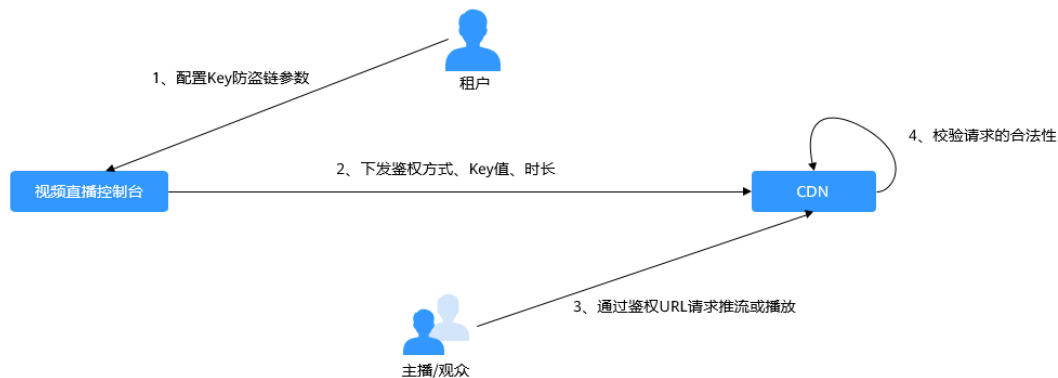 1、配置Key防盗链参数
租户
4、校验请求的合法性
2、下发鉴权方式、Key值、时长
视频直播控制台
CDN
3、通过鉴权URL请求推流或播放
主播/观众